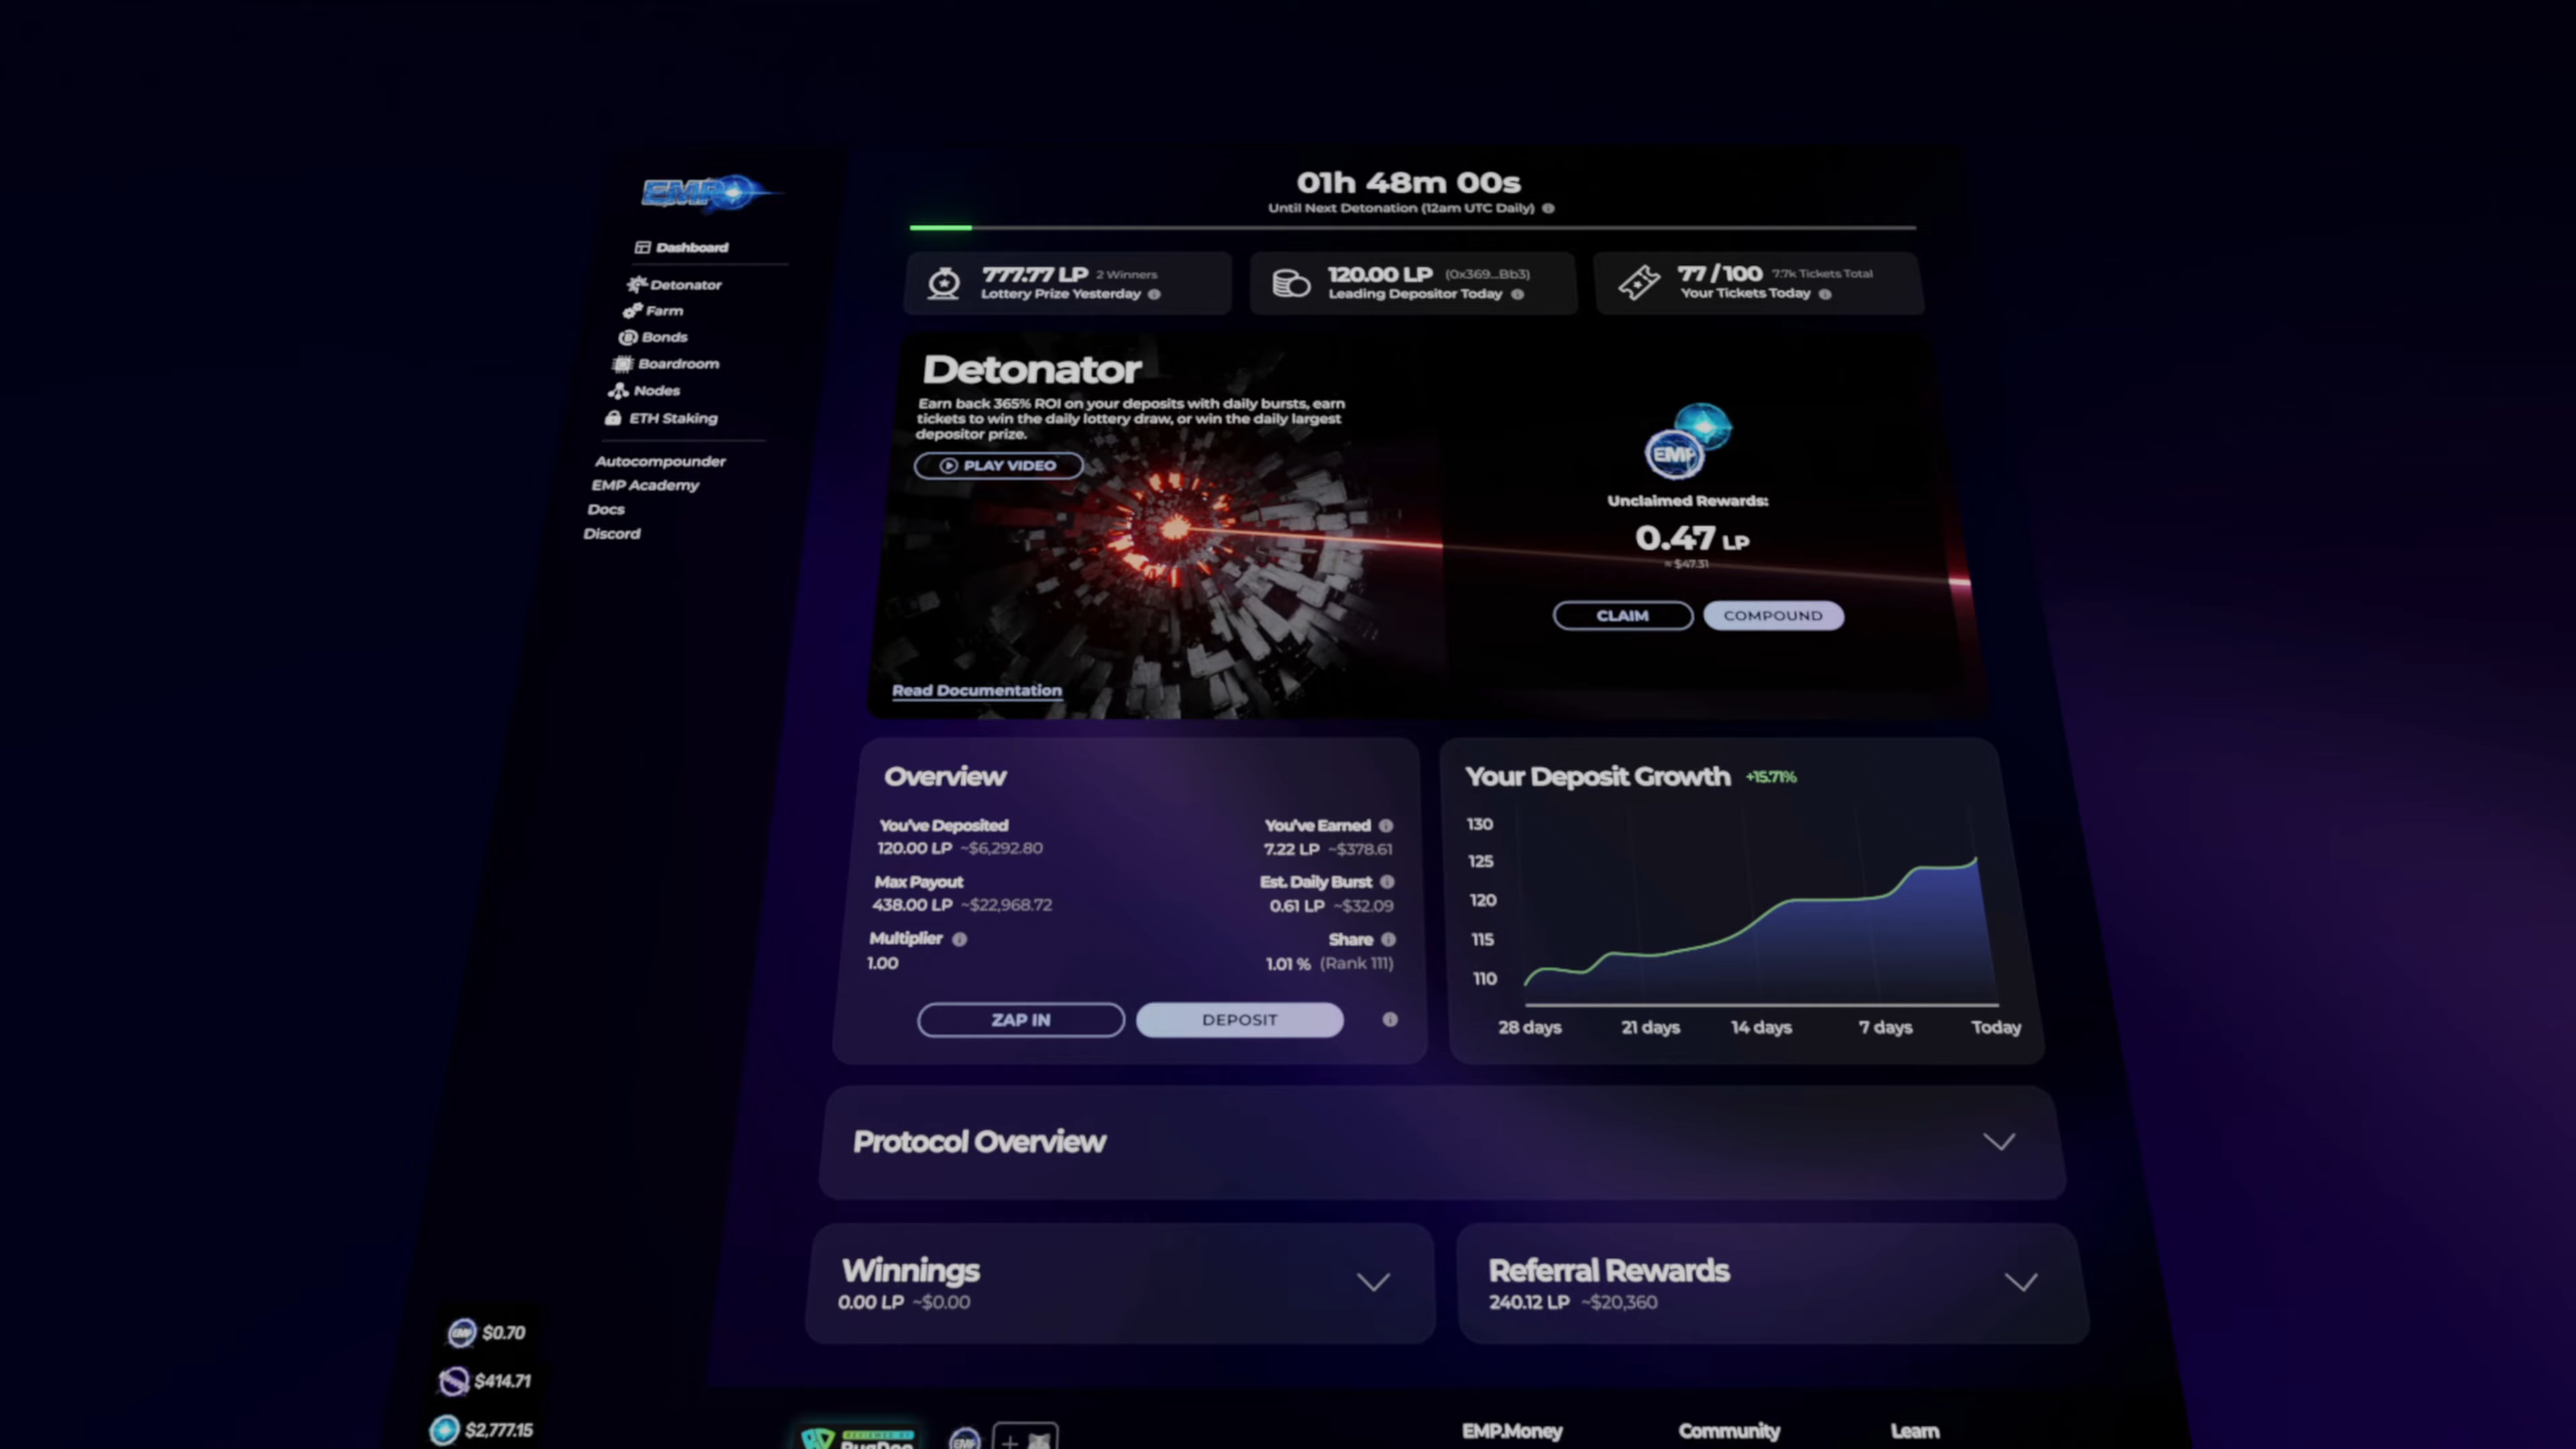 EMP
Dashboard
Detonator
Farm
Bonds
Boardroom
Nodes
ETH Staking
Autocompounder
EMP Academy
Docs
Discord
$0.70
$414.71
$2,777.15
01h 48m 00s
Until Next Detonation (12am UTC Daily)
777.77 LP 2 Winners
Lottery Prize Yesterday
120.00 LP (0x369...Bb3)
Leading Depositor Today
77 / 100 7.7k Tickets Total
Your Tickets Today
Detonator
Earn back 365% ROI on your deposits with daily bursts, earn
tickets to win the daily lottery draw, or win the daily largest
depositor prize.
PLAY VIDEO
Read Documentation
EMP
Unclaimed Rewards:
0.47 LP
≈ $47.31
CLAIM
COMPOUND
Overview
You've Deposited
120.00 LP ~$6,292.80
You've Earned
7.22 LP ~$378.61
Max Payout
438.00 LP ~$22,968.72
Est. Daily Burst
0.61 LP ~$32.09
Multiplier
1.00
Share
1.01 % (Rank 111)
ZAP IN
DEPOSIT
Your Deposit Growth +15.71%
130
125
120
115
110
28 days
21 days
14 days
7 days
Today
Protocol Overview
Winnings
0.00 LP ~$0.00
Referral Rewards
240.12 LP ~$20,360
EMP
EMP.Money
Community
Learn